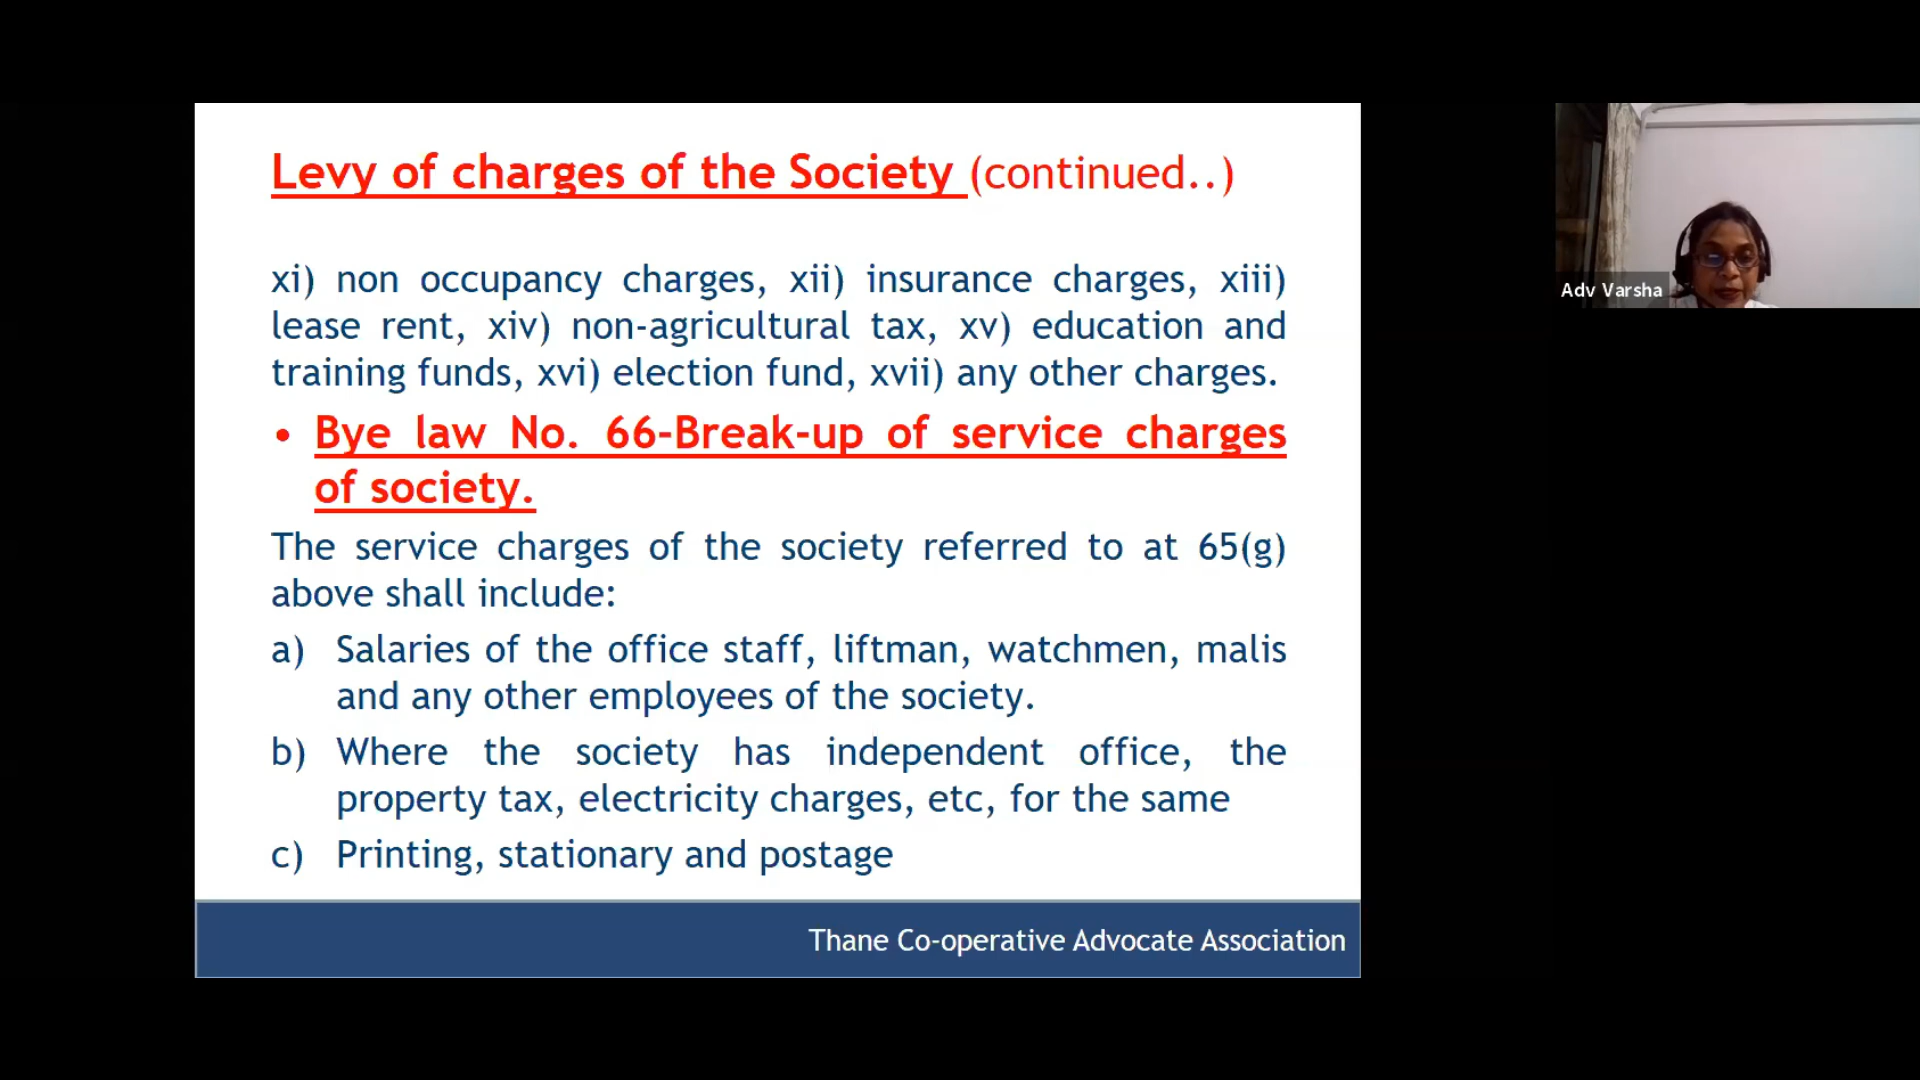 Levy of charges of the Society (continued..)
xi) non occupancy charges, xii) insurance charges, xiii)
lease rent, xiv) non-agricultural tax, xv) education and
training funds, xvi) election fund, xvii) any other charges.
• Bye law No. 66-Break-up of service charges
of society.
The service charges of the society referred to at 65(g)
above shall include:
a) Salaries of the office staff, liftman, watchmen, malis
and any other employees of the society.
b) Where the society has independent office, the
property tax, electricity charges, etc, for the same
c) Printing, stationary and postage
Thane Co-operative Advocate Association
Adv Varsha